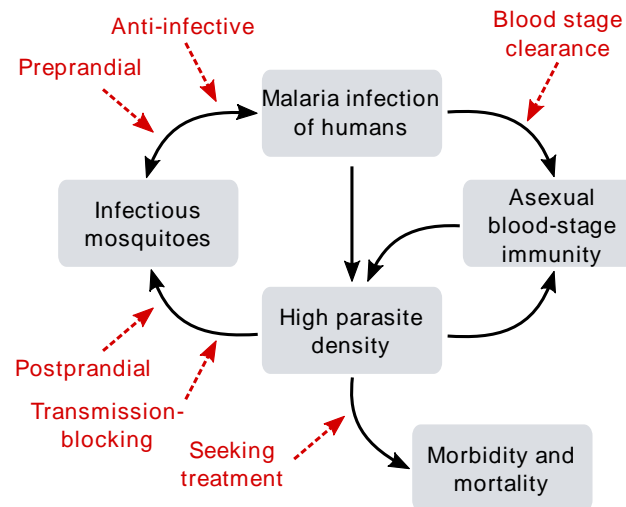 Anti-infective
Blood stage
clearance
Preprandial
Malaria infection
of humans
Infectious
mosquitoes
Asexual
blood-stage
immunity
High parasite
density
Postprandial
Transmission-
blocking
Seeking
treatment
Morbidity and
mortality